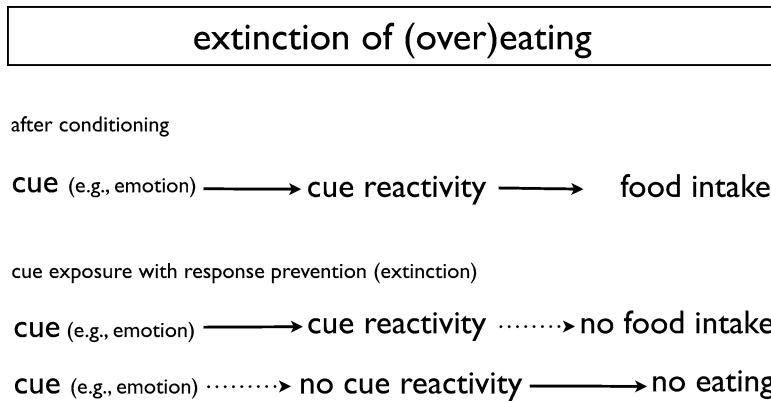 extinction of (over)eating
after conditioning
cue (e.g., emotion) cue reactivity food intake
cue exposure with response prevention (extinction)
cue (e.g., emotion) cue reactivity no food intake
cue (e.g., emotion) no cue reactivity no eating